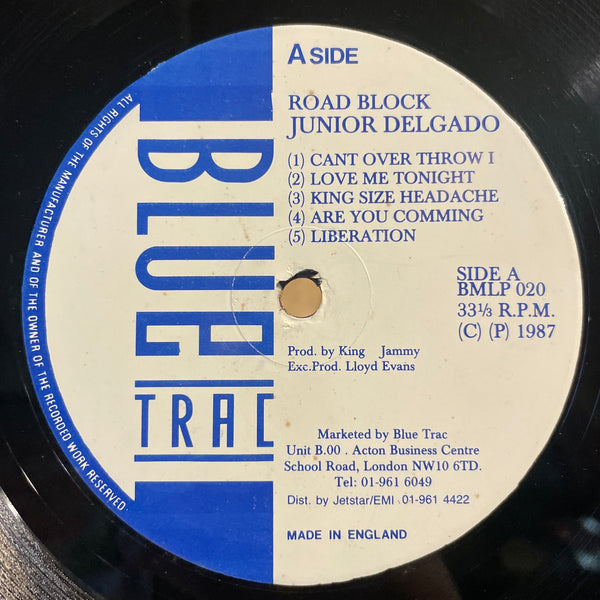 A SIDE
ROAD BLOCK
JUNIOR DELGADO
(1) CANT OVER THROW I
(2) LOVE ME TONIGHT
(3) KING SIZE HEADACHE
(4) ARE YOU COMMING
(5) LIBERATION
SIDE A
BMLP 020
33⅓ R.P.M.
(C) (P) 1987
Prod. by King Jammy
Exc.Prod. Lloyd Evans
Marketed by Blue Trac
Unit B.00 . Acton Business Centre
School Road, London NW10 6TD.
Tel: 01-961 6049
Dist. by Jetstar/EMI 01-961 4422
MADE IN ENGLAND
BLUE
TRAC
ALL RIGHTS OF THE MANUFACTURER AND OF THE OWNER OF THE RECORDED WORK RESERVED.